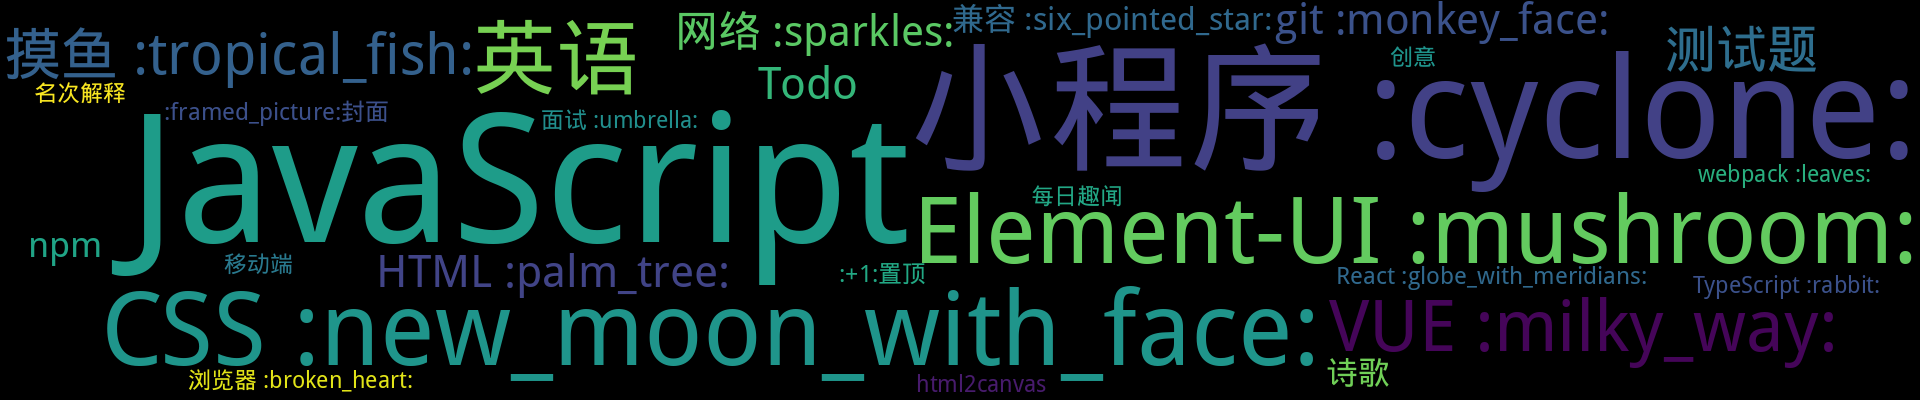 摸鱼 :tropical_fish:
英语
网络 :sparkles:
兼容 :six_pointed_star:
git :monkey_face:
测试题
创意
名次解释
Todo
小程序 :cyclone:
:framed_picture:封面
面试 :umbrella:
JavaScript
webpack :leaves:
每日趣闻
Element-UI :mushroom:
npm
移动端
HTML :palm_tree:
:+1:置顶
React :globe_with_meridians:
TypeScript :rabbit:
CSS :new_moon_with_face:
VUE :milky_way:
浏览器 :broken_heart:
html2canvas
诗歌